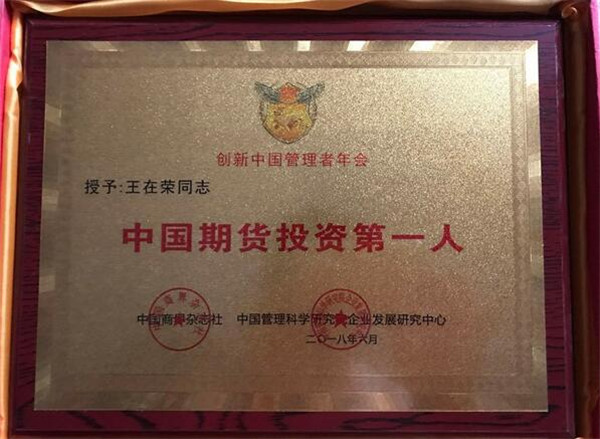 创新中国管理者年会
授予:王在荣同志
中国期货投资第一人
中国商界杂志社 中国管理科学研究院企业发展研究中心
二〇一八年六月